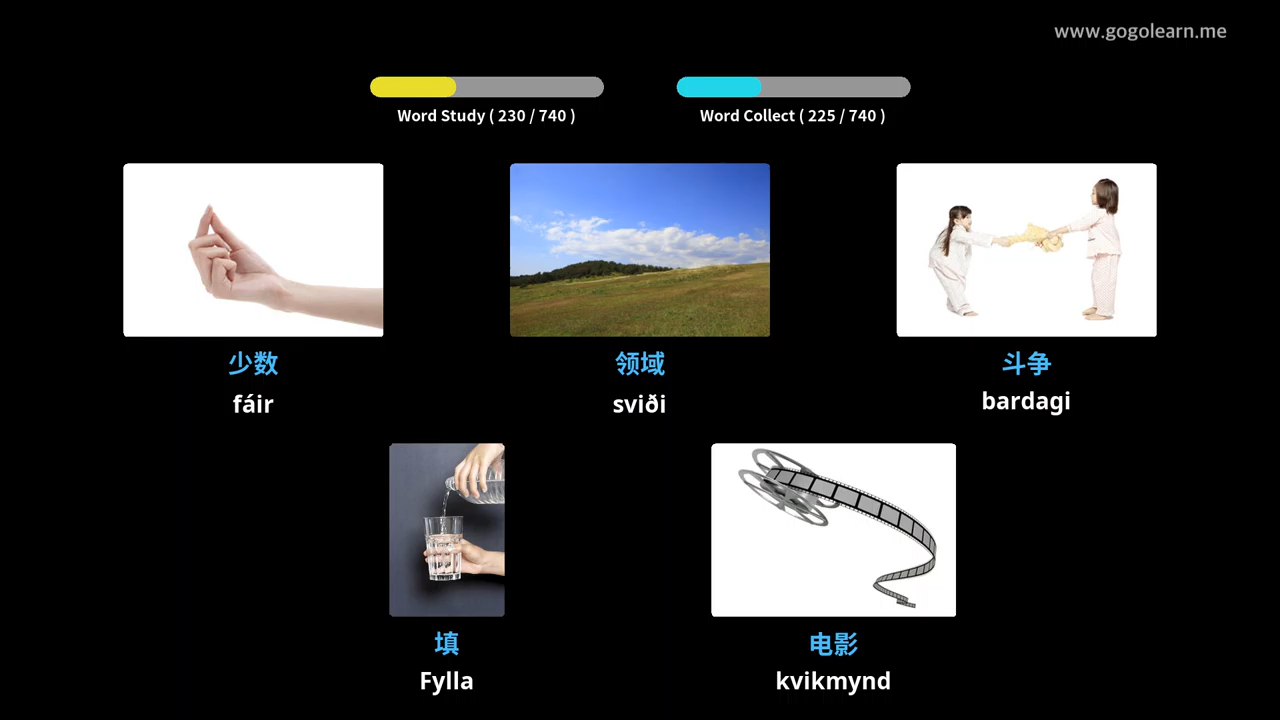 www.gogolearn.me
Word Study ( 230 / 740 )
Word Collect ( 225 / 740 )
少数
fáir
领域
sviði
斗争
bardagi
填
Fylla
电影
kvikmynd